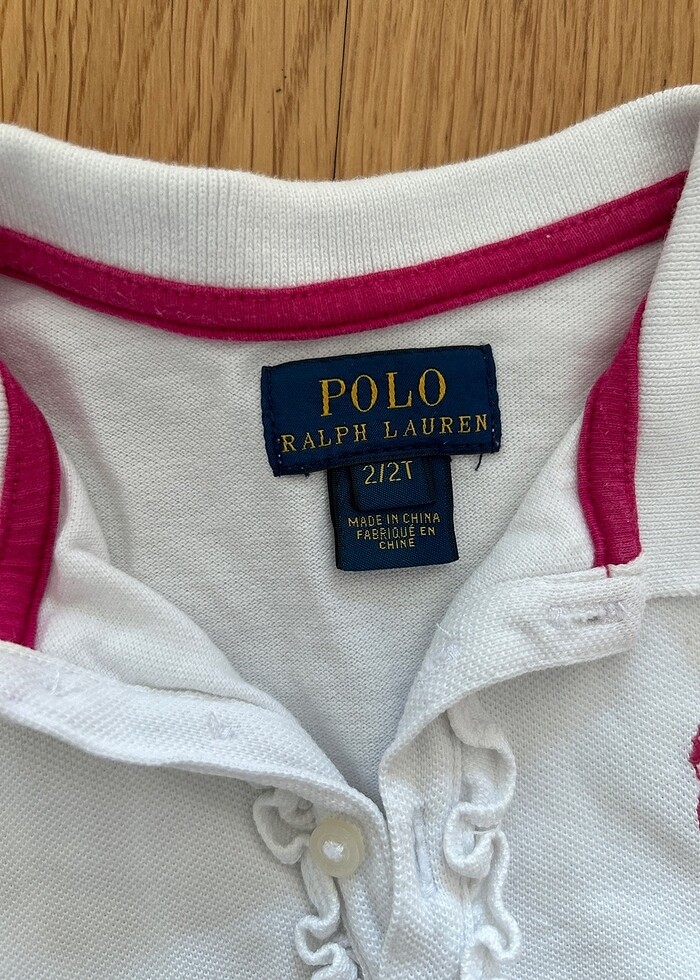 POLO
RALPH LAUREN
2/2T
MADE IN CHINA
FABRIQUÉ EN
CHINE